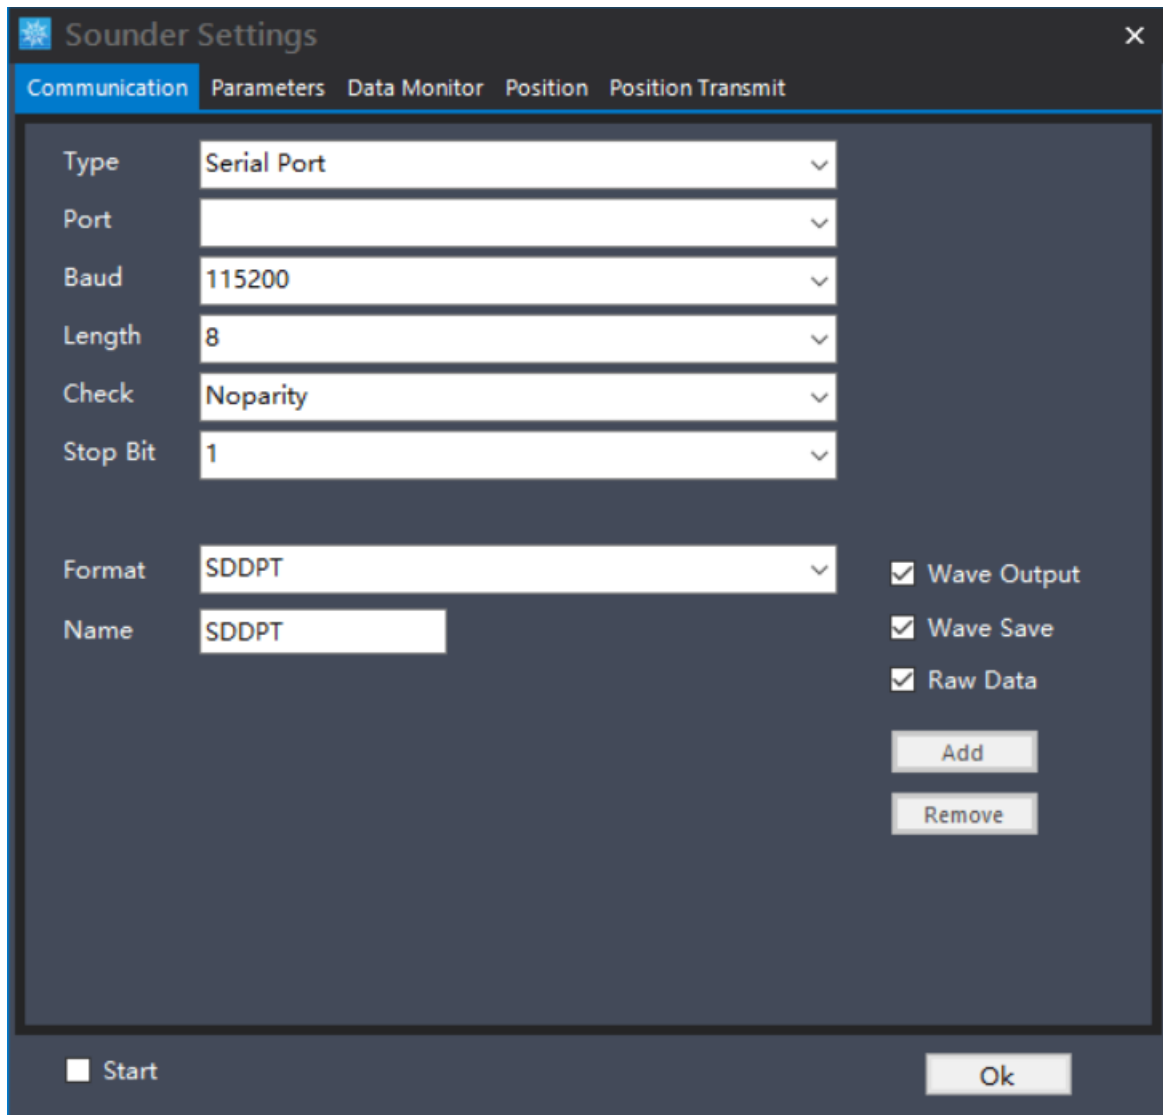 Sounder Settings
Communication Parameters Data Monitor Position Position Transmit
Type Serial Port
Port
Baud 115200
Length 8
Check Noparity
Stop Bit 1
Format SDDPT
Wave Output
Name SDDPT
Wave Save
Raw Data
Add
Remove
Start
Ok